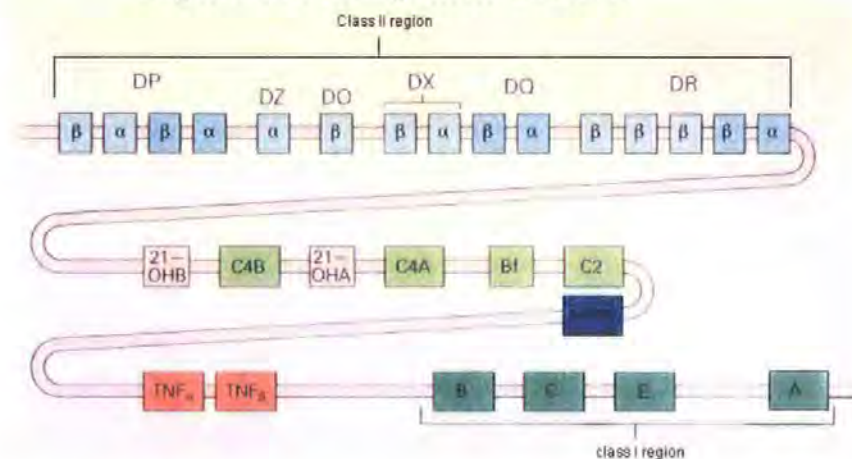 Class II region
DP DZ DO DX DQ DR
β α β α α β β α β α β β β β α
21-
OHB
C4B
21-
OHA
C4A
Bf
C2
TNFα TNFβ B C E A
class I region